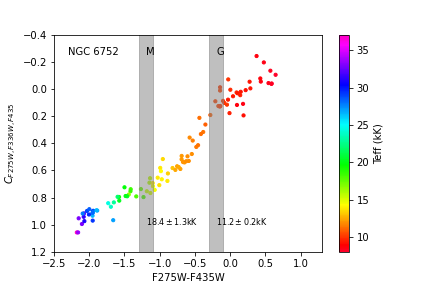 −0.4
−0.2
0.0
0.2
0.4
0.6
0.8
1.0
1.2
C_{F275W,F336W,F435}
NGC 6752
M
G
18.4±1.3kK
11.2±0.2kK
−2.5 −2.0 −1.5 −1.0 −0.5 0.0 0.5 1.0
F275W-F435W
35
30
25
20
15
10
Teff (kK)